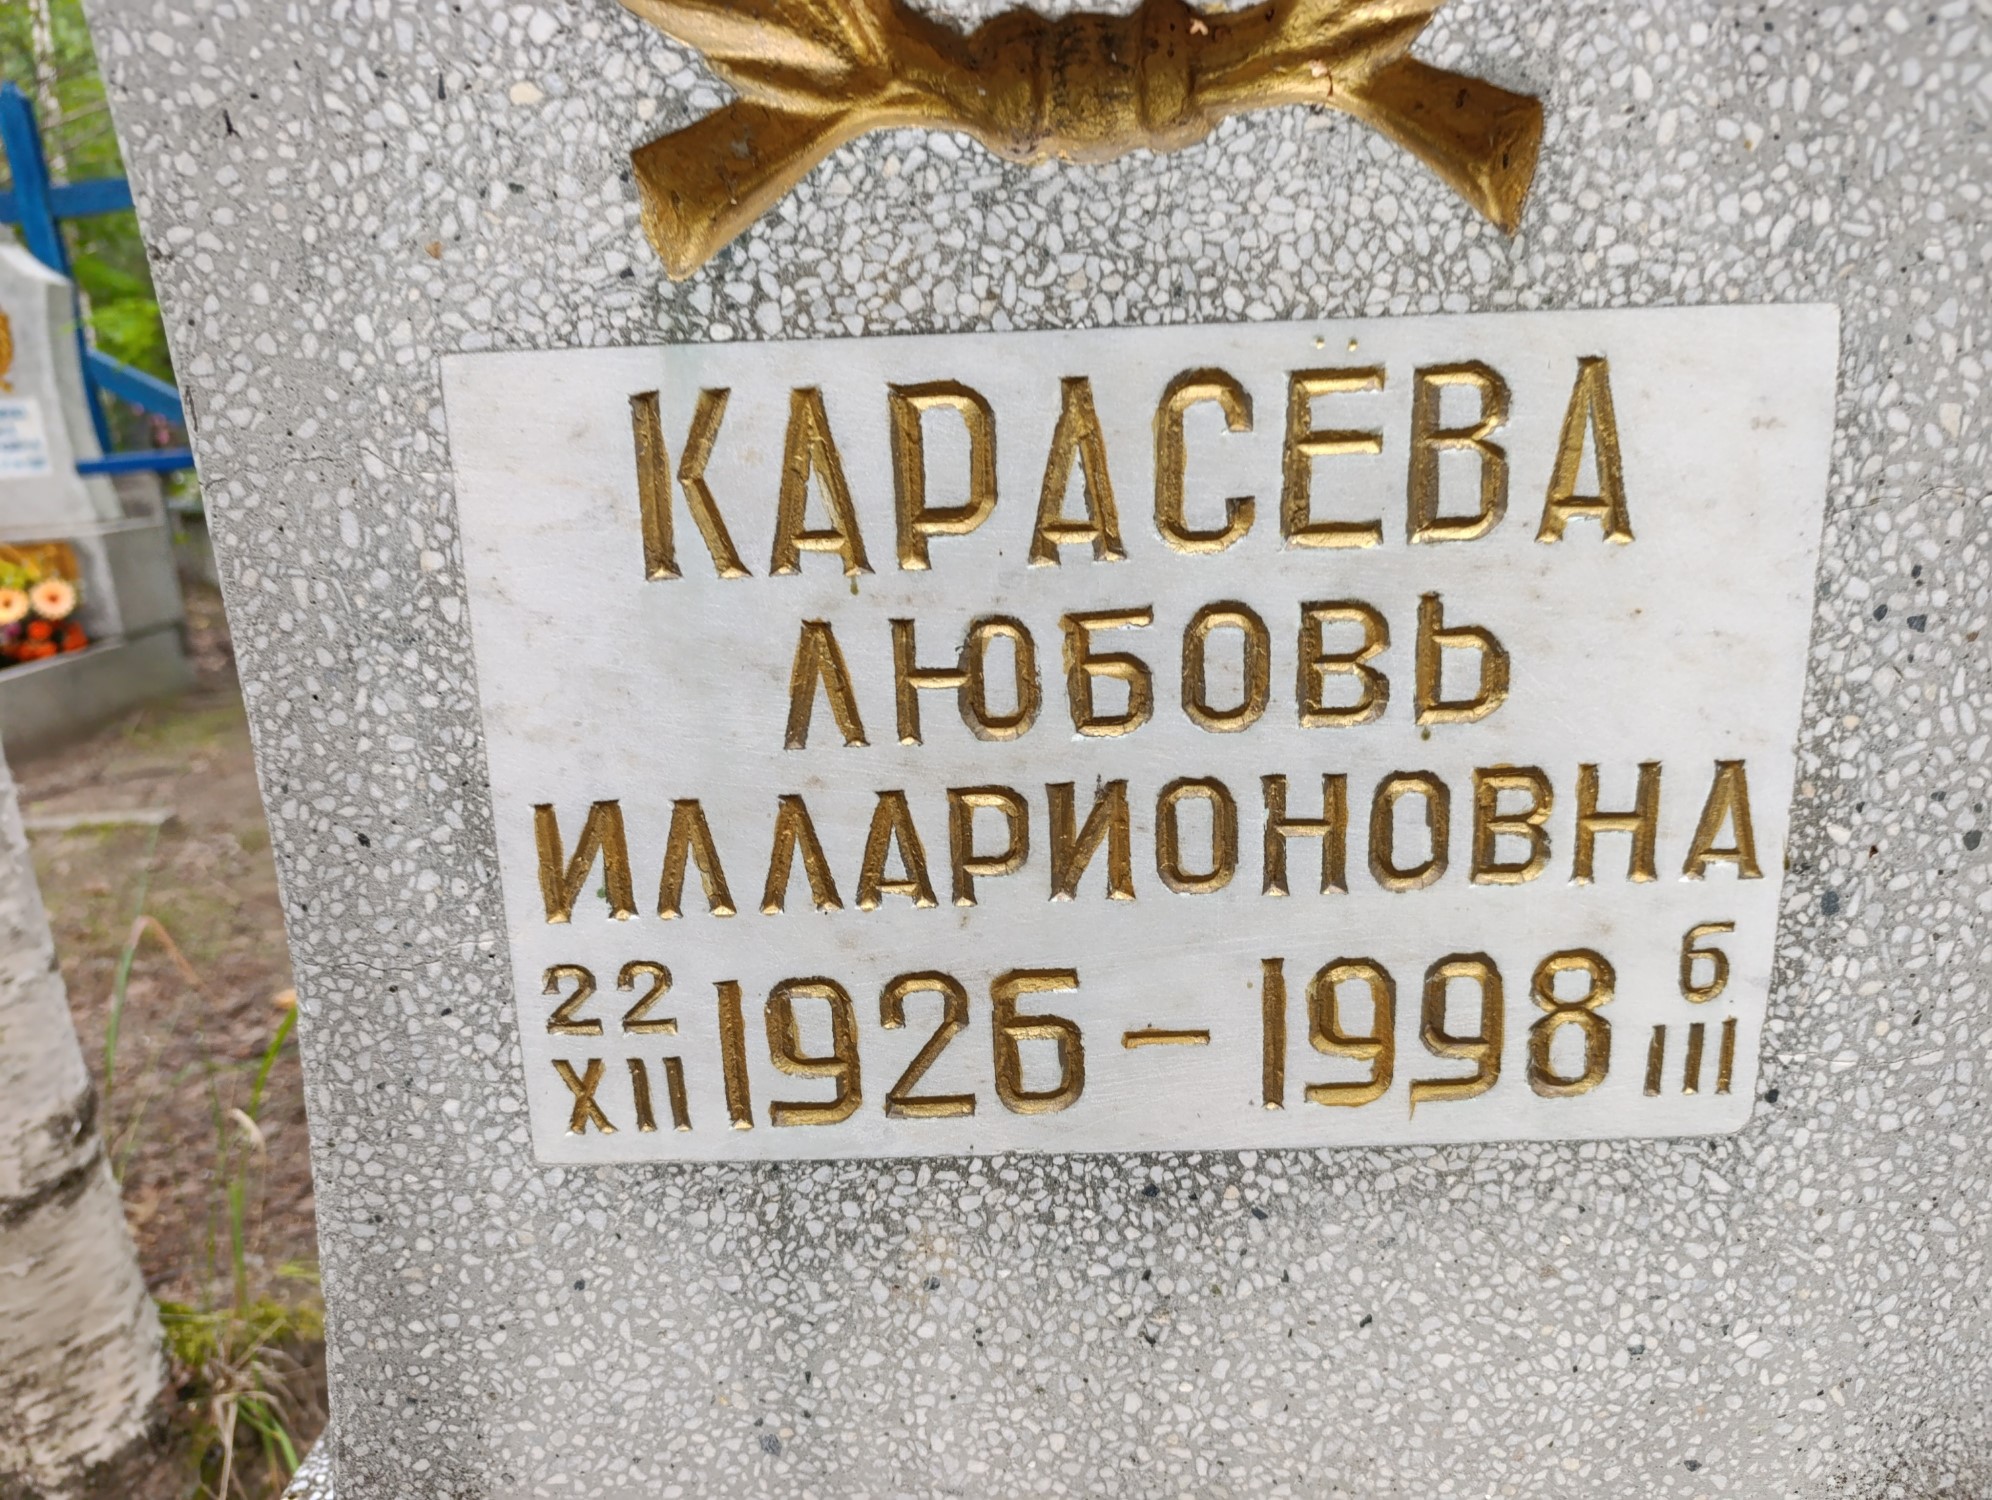 КАРАСЁВА
ЛЮБОВЬ
ИЛЛАРИОНОВНА
22 XII 1926 – 1998 6 III